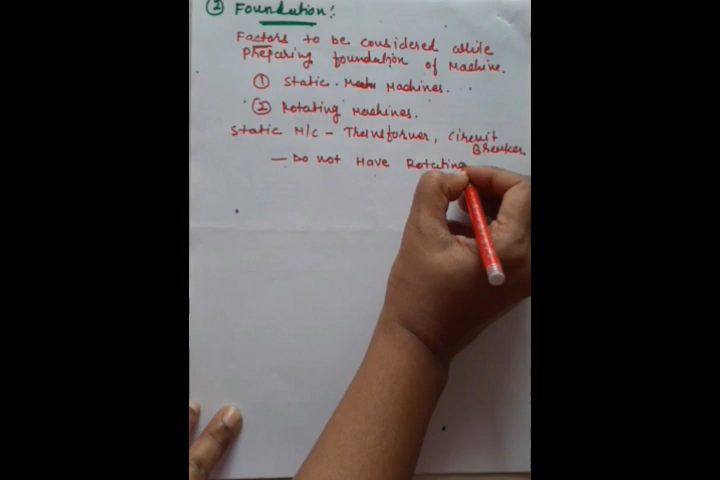 ② Foundation:
Factors to be considered while
preparing foundation of Machine.
① Static Machines.
② Rotating Machines.
Static M/C - Transformer, Circuit
Breaker
- Do not Have Rotating